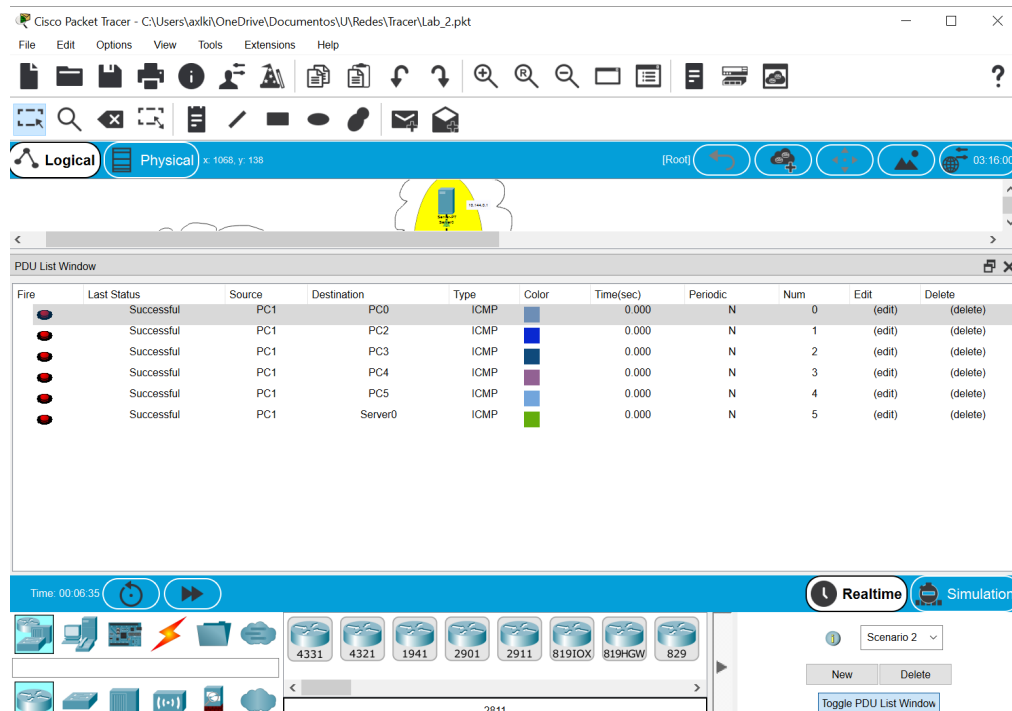 Cisco Packet Tracer - C:\Users\axlki\OneDrive\Documentos\U\Redes\Tracer\Lab_2.pkt
File Edit Options View Tools Extensions Help
Logical Physical x: 1068, y: 138 [Root] 03:16:00
PDU List Window
Fire Last Status Source Destination Type Color Time(sec) Periodic Num Edit Delete
Successful PC1 PC0 ICMP 0.000 N 0 (edit) (delete)
Successful PC1 PC2 ICMP 0.000 N 1 (edit) (delete)
Successful PC1 PC3 ICMP 0.000 N 2 (edit) (delete)
Successful PC1 PC4 ICMP 0.000 N 3 (edit) (delete)
Successful PC1 PC5 ICMP 0.000 N 4 (edit) (delete)
Successful PC1 Server0 ICMP 0.000 N 5 (edit) (delete)
Time: 00:06:35 Realtime Simulation
4331 4321 1941 2901 2911 819IOX 819HGW 829
Scenario 2
New Delete
Toggle PDU List Window
2811